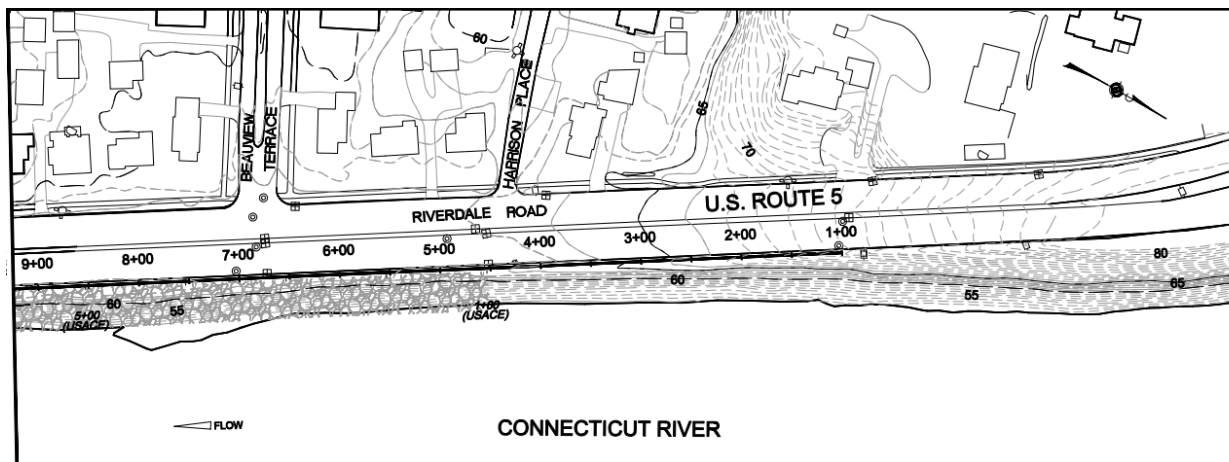 60
BEAUVIEW
TERRACE
HARRISON PLACE
65
70
RIVERDALE ROAD
U.S. ROUTE 5
9+00
8+00
7+00
6+00
5+00
4+00
3+00
2+00
1+00
80
60
55
60
55
65
5+00
(USACE)
1+00
(USACE)
FLOW
CONNECTICUT RIVER